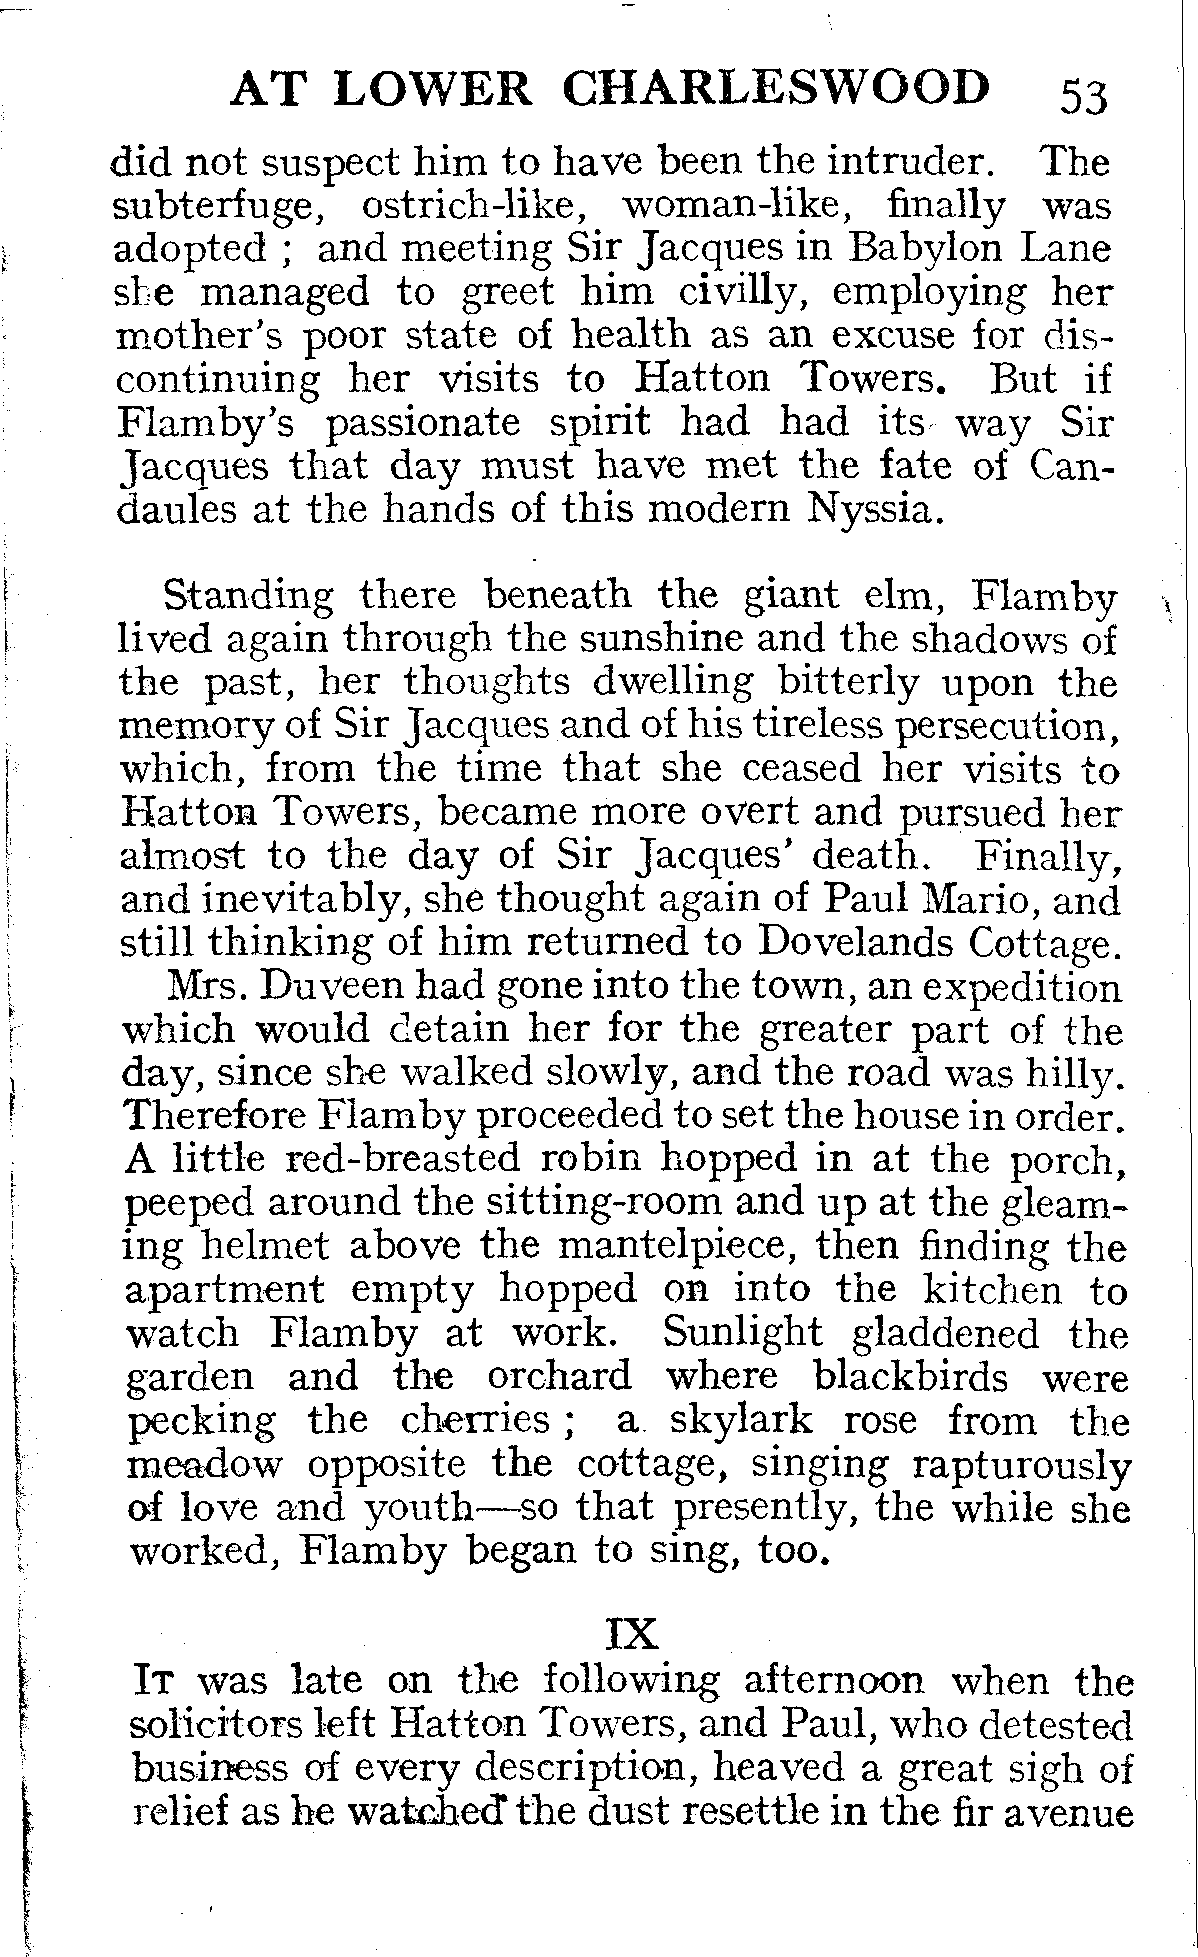 AT LOWER CHARLESWOOD 53
did not suspect him to have been the intruder. The
subterfuge, ostrich-like, woman-like, finally was
adopted ; and meeting Sir Jacques in Babylon Lane
she managed to greet him civilly, employing her
mother's poor state of health as an excuse for dis-
continuing her visits to Hatton Towers. But if
Flamby's passionate spirit had had its way Sir
Jacques that day must have met the fate of Can-
daules at the hands of this modern Nyssia.
Standing there beneath the giant elm, Flamby
lived again through the sunshine and the shadows of
the past, her thoughts dwelling bitterly upon the
memory of Sir Jacques and of his tireless persecution,
which, from the time that she ceased her visits to
Hatton Towers, became more overt and pursued her
almost to the day of Sir Jacques' death. Finally,
and inevitably, she thought again of Paul Mario, and
still thinking of him returned to Dovelands Cottage.
Mrs. Duveen had gone into the town, an expedition
which would detain her for the greater part of the
day, since she walked slowly, and the road was hilly.
Therefore Flamby proceeded to set the house in order.
A little red-breasted robin hopped in at the porch,
peeped around the sitting-room and up at the gleam-
ing helmet above the mantelpiece, then finding the
apartment empty hopped on into the kitchen to
watch Flamby at work. Sunlight gladdened the
garden and the orchard where blackbirds were
pecking the cherries ; a skylark rose from the
meadow opposite the cottage, singing rapturously
of love and youth—so that presently, the while she
worked, Flamby began to sing, too.
IX
IT was late on the following afternoon when the
solicitors left Hatton Towers, and Paul, who detested
business of every description, heaved a great sigh of
relief as he watched the dust resettle in the fir avenue